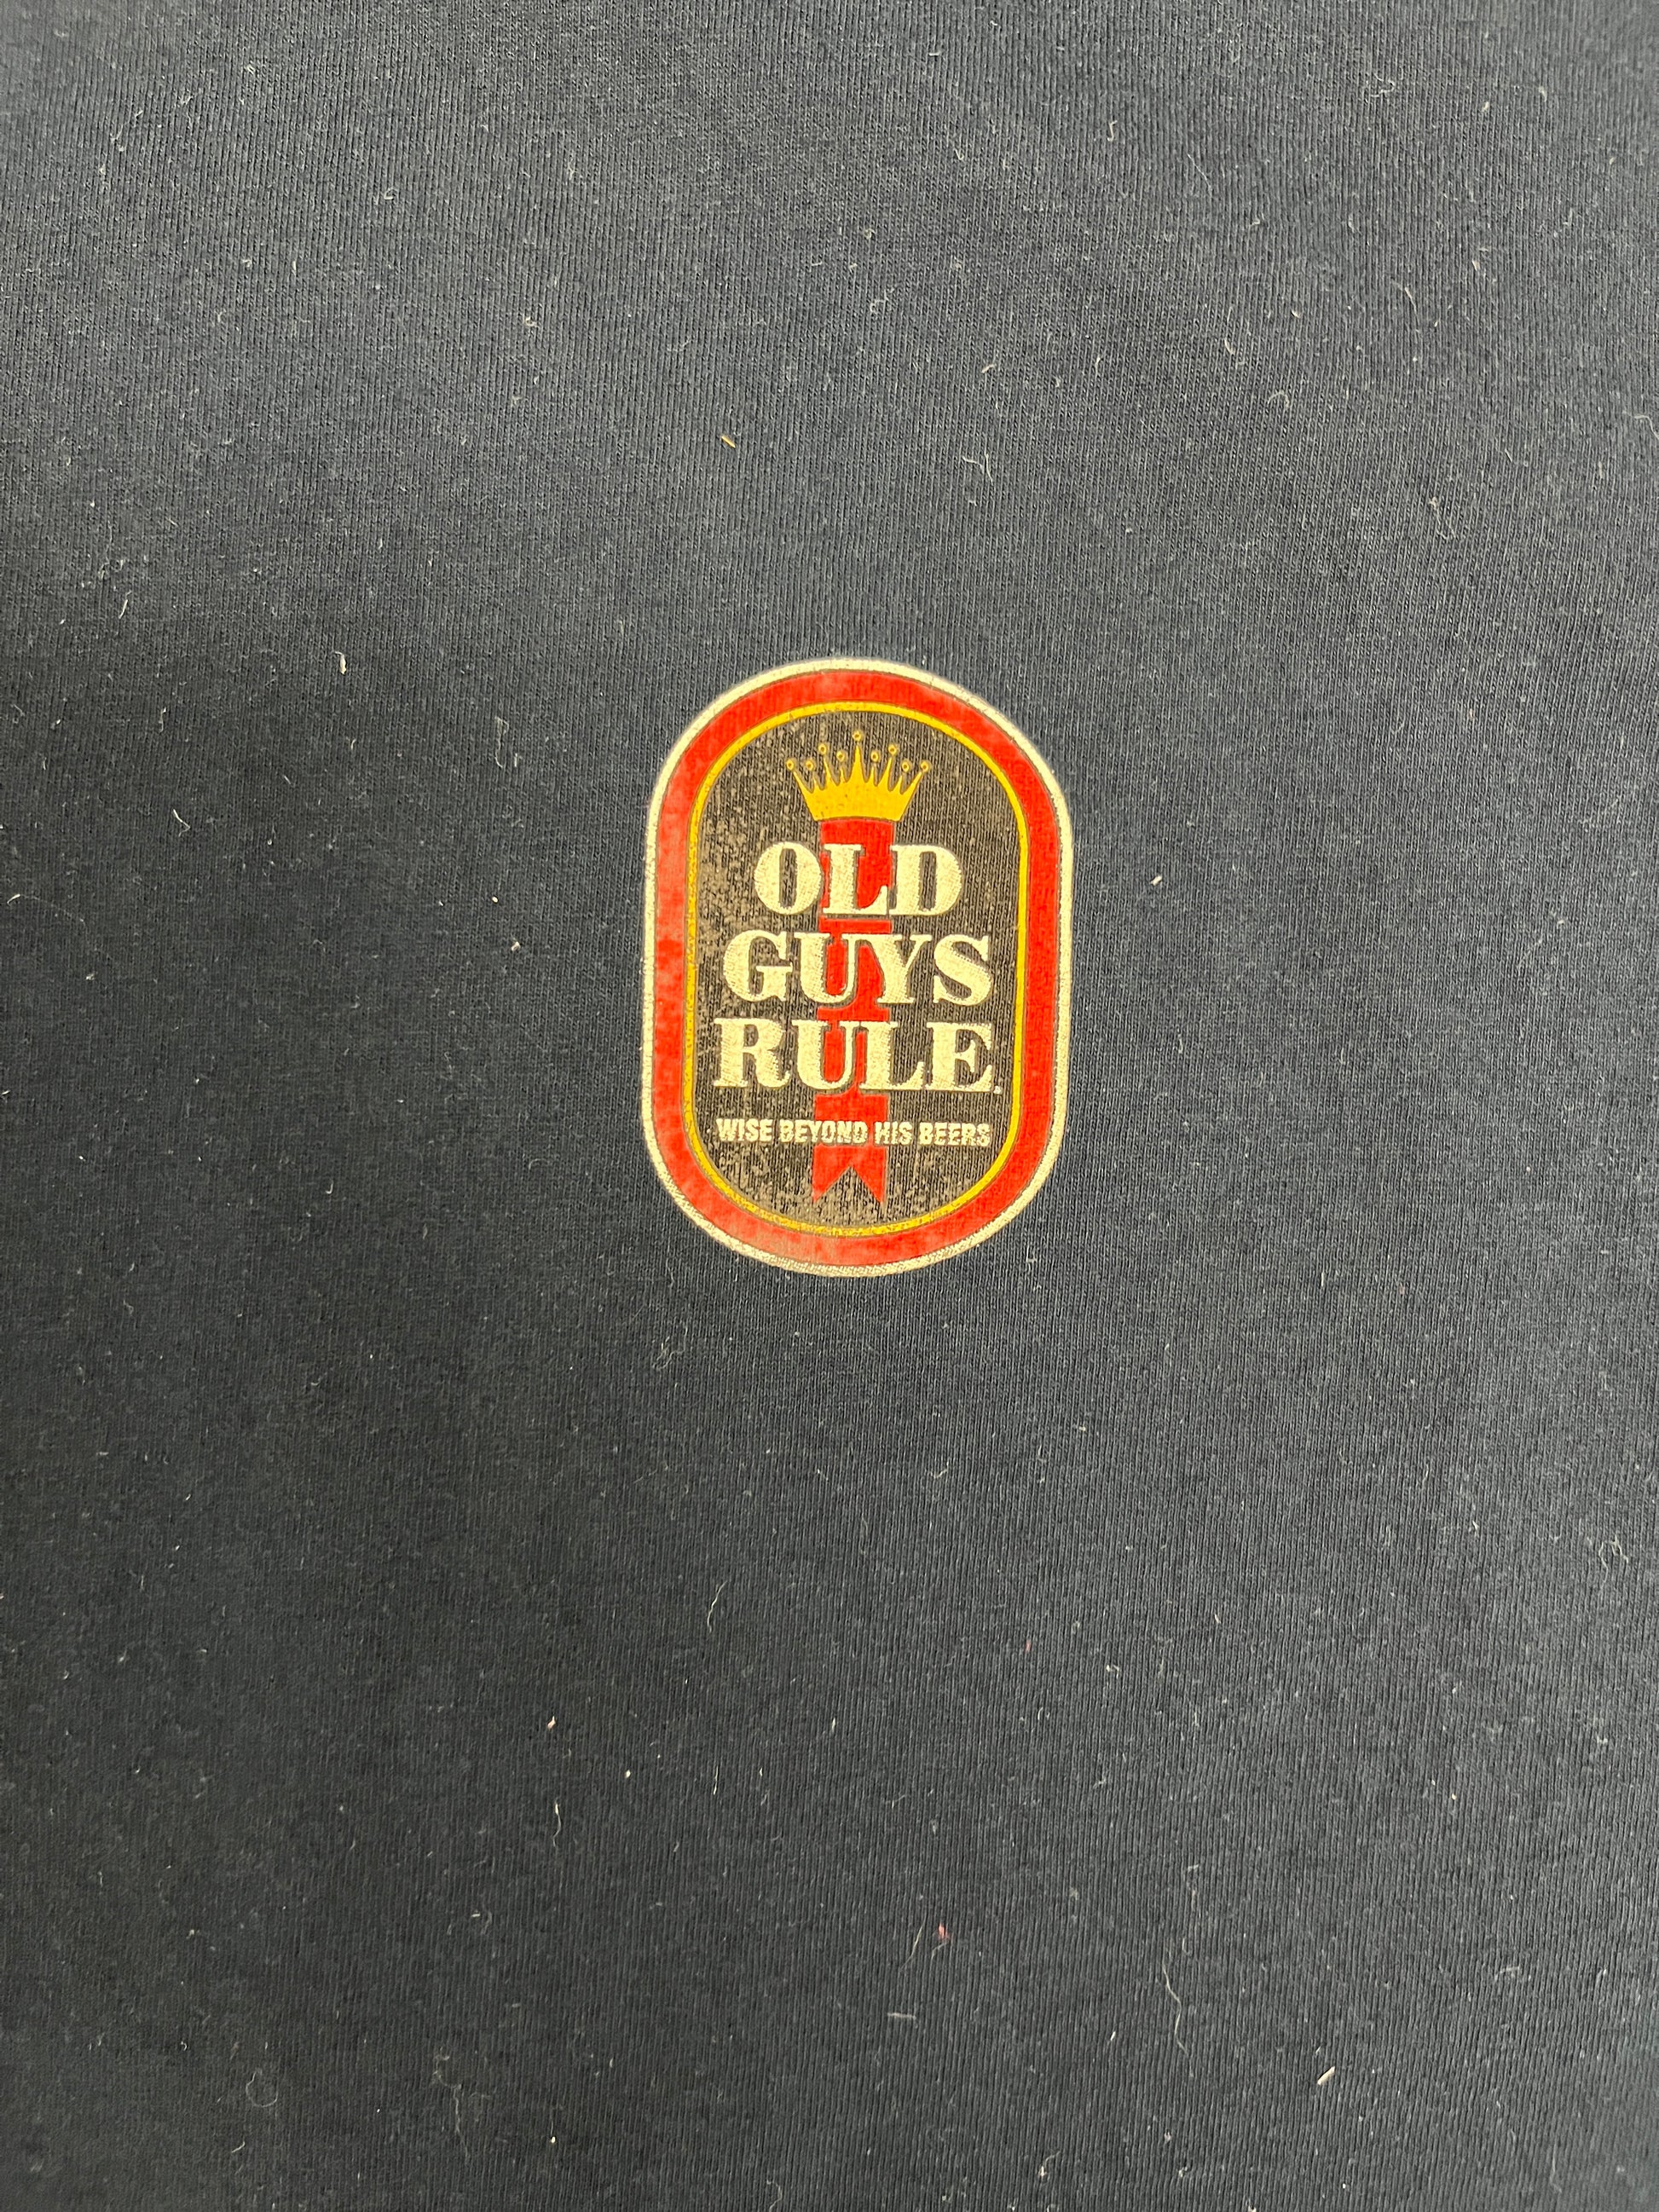 OLD
GUYS
RULE.
WISE BEYOND HIS BEERS